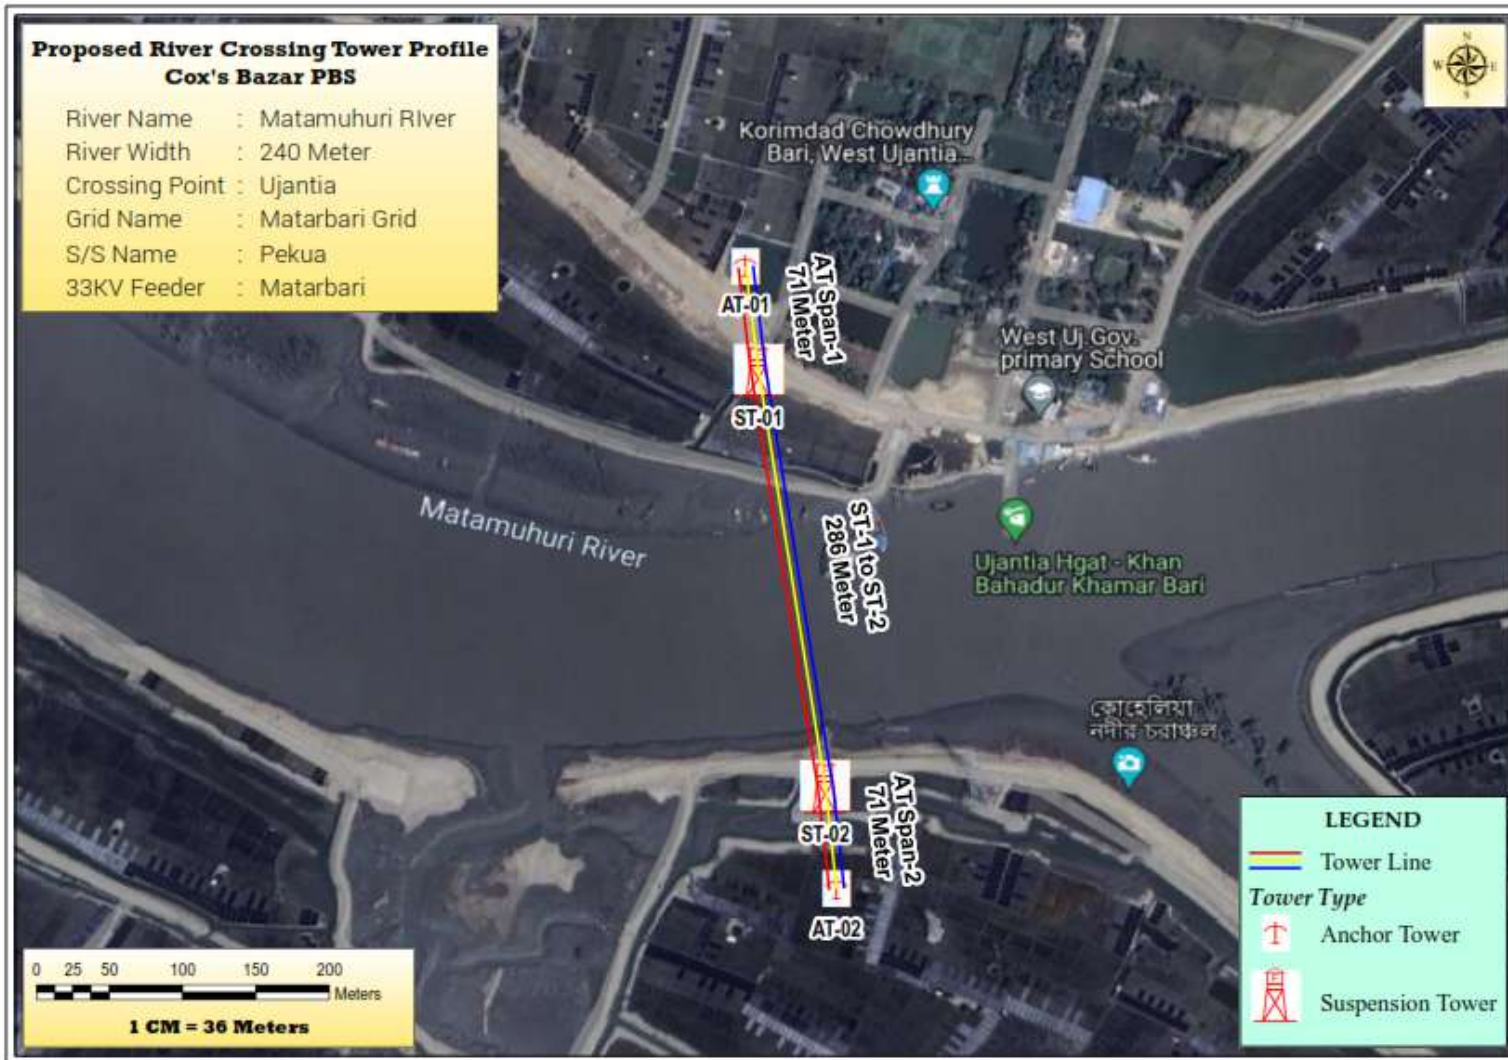 Proposed River Crossing Tower Profile
Cox's Bazar PBS
River Name : Matamuhuri RIver
River Width : 240 Meter
Crossing Point : Ujantia
Grid Name : Matarbari Grid
S/S Name : Pekua
33KV Feeder : Matarbari
N
W E
S
Korimdad Chowdhury
Bari, West Ujantia...
AT-01
AT Span-1
71 Meter
West Uj.Gov.
primary School
ST-01
Matamuhuri River
ST-1 to ST-2
286 Meter
Ujantia Hgat - Khan
Bahadur Khamar Bari
কোহেলিয়া
নদীর চরাঞ্চল
ST-02
AT Span-2
71 Meter
AT-02
LEGEND
Tower Line
Tower Type
Anchor Tower
Suspension Tower
0 25 50 100 150 200
Meters
1 CM = 36 Meters